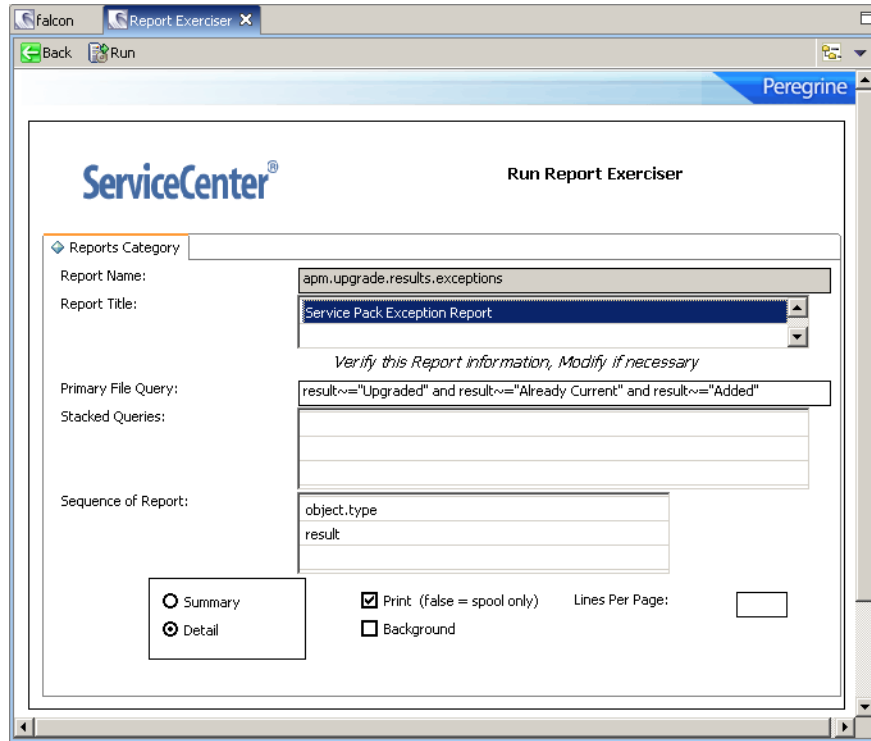 falcon Report Exerciser
Back Run
Peregrine
ServiceCenter® Run Report Exerciser
Reports Category
Report Name: apm.upgrade.results.exceptions
Report Title: Service Pack Exception Report
Verify this Report information, Modify if necessary
Primary File Query: result~="Upgraded" and result~="Already Current" and result~="Added"
Stacked Queries:
Sequence of Report: object.type
result
Summary Print (false = spool only) Lines Per Page:
Detail Background